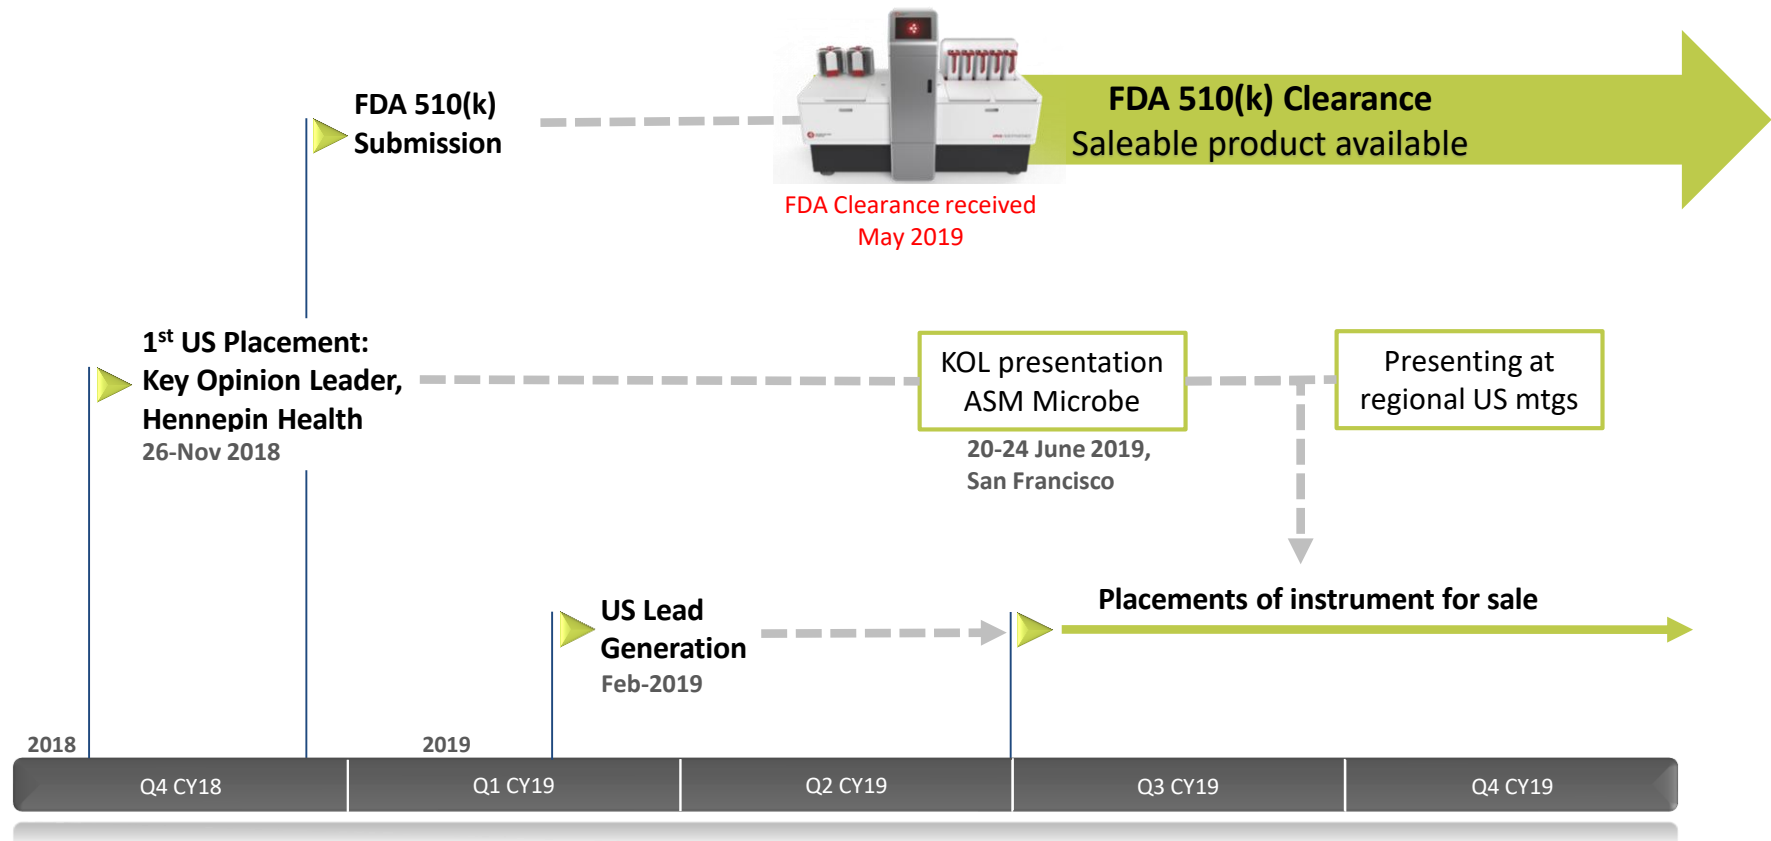 FDA 510(k)
Submission
FDA 510(k) Clearance
Saleable product available
FDA Clearance received
May 2019
1st US Placement:
Key Opinion Leader,
Hennepin Health
26-Nov 2018
KOL presentation
ASM Microbe
20-24 June 2019,
San Francisco
Presenting at
regional US mtgs
US Lead
Generation
Feb-2019
Placements of instrument for sale
2018
2019
Q4 CY18
Q1 CY19
Q2 CY19
Q3 CY19
Q4 CY19